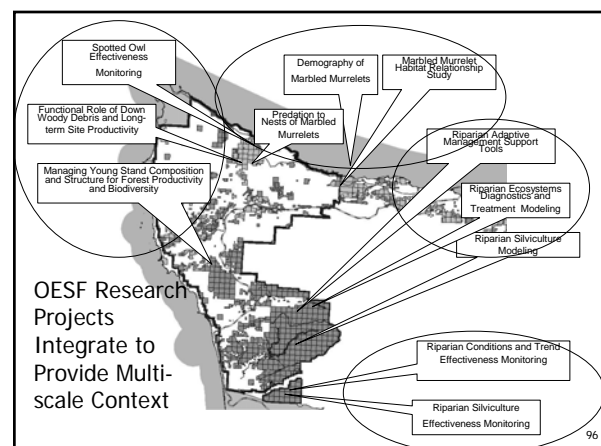 Spotted Owl
Effectiveness
Monitoring
Demography of
Marbled Murrelets
Marbled Murrelet
Habitat Relationship
Study
Functional Role of Down
Woody Debris and Long-
term Site Productivity
Predation to
Nests of Marbled
Murrelets
Riparian Adaptive
Management Support
Tools
Managing Young Stand Composition
and Structure for Forest Productivity
and Biodiversity
Riparian Ecosystems
Diagnostics and
Treatment Modeling
Riparian Silviculture
Modeling
OESF Research
Projects
Integrate to
Provide Multi-
scale Context
Riparian Conditions and Trend
Effectiveness Monitoring
Riparian Silviculture
Effectiveness Monitoring
96